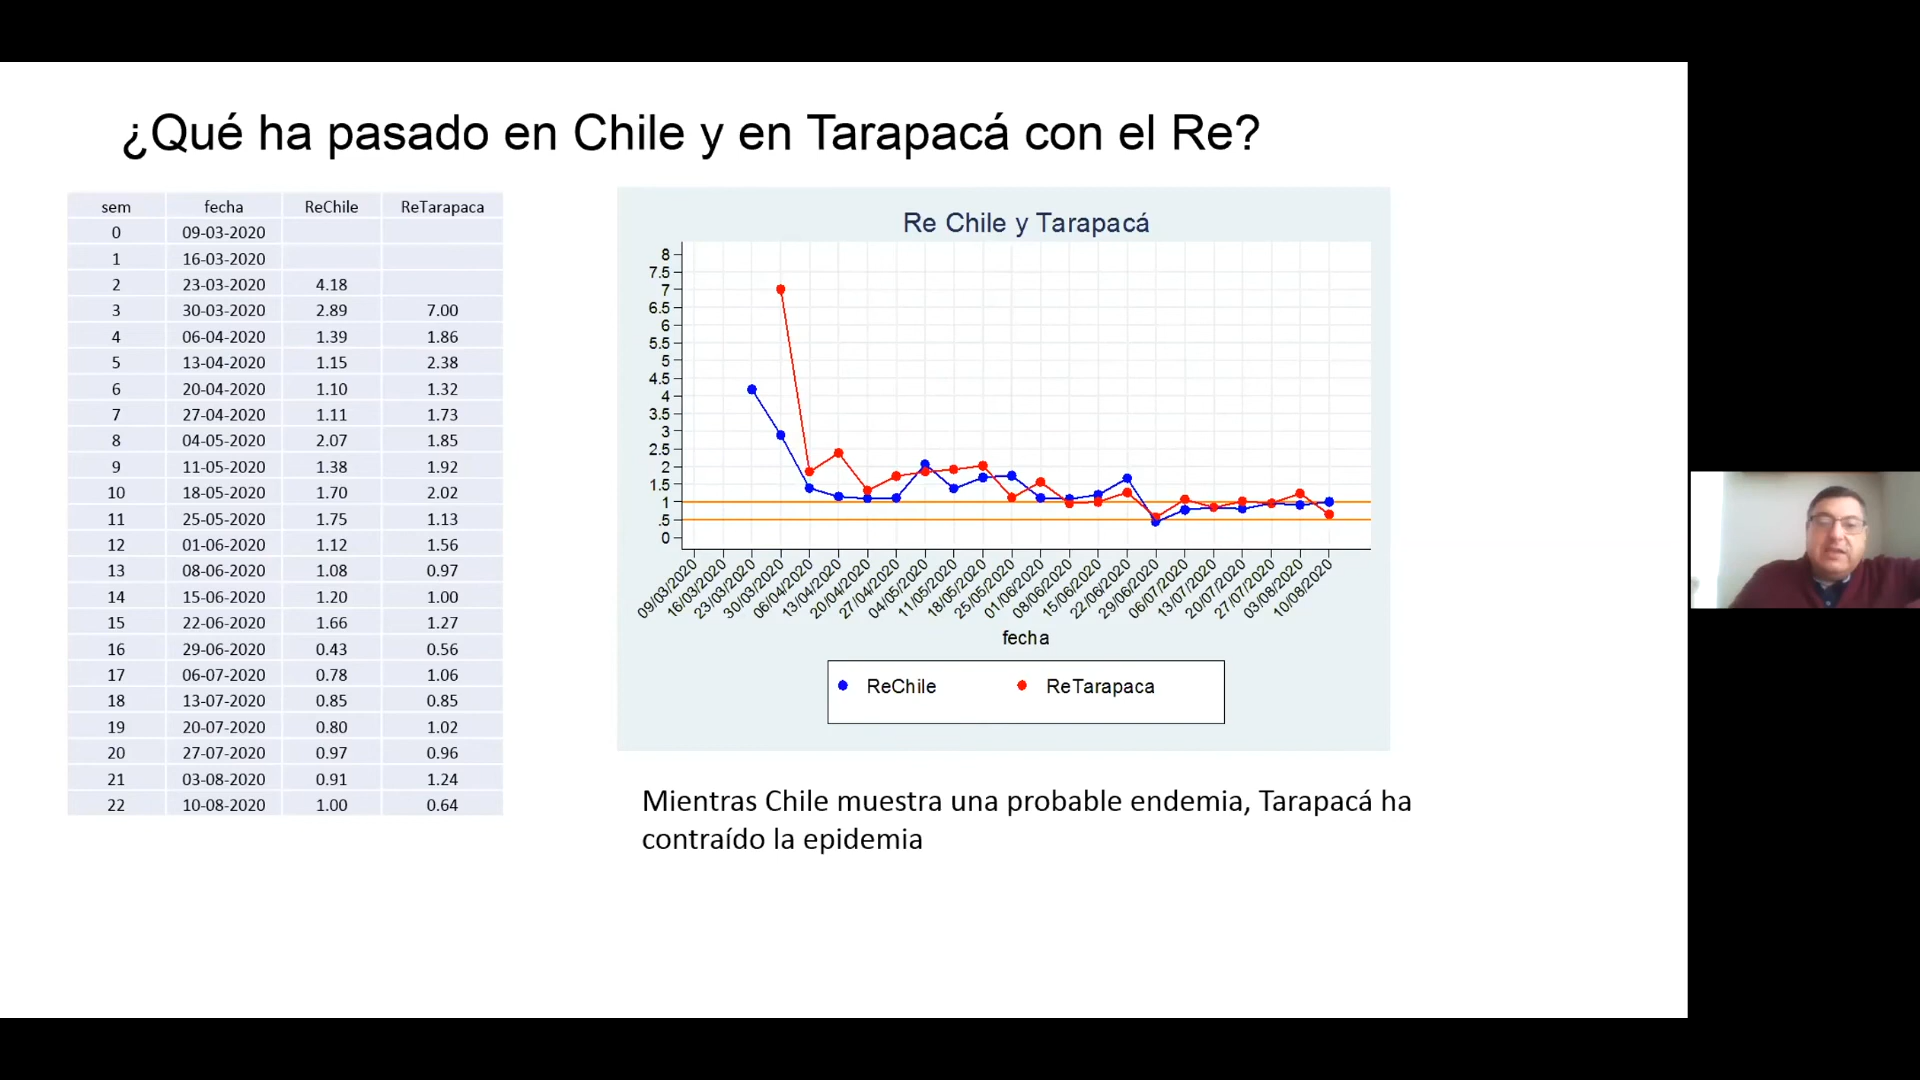 ¿Qué ha pasado en Chile y en Tarapacá con el Re?
sem fecha ReChile ReTarapaca
0 09-03-2020
1 16-03-2020
2 23-03-2020 4.18
3 30-03-2020 2.89 7.00
4 06-04-2020 1.39 1.86
5 13-04-2020 1.15 2.38
6 20-04-2020 1.10 1.32
7 27-04-2020 1.11 1.73
8 04-05-2020 2.07 1.85
9 11-05-2020 1.38 1.92
10 18-05-2020 1.70 2.02
11 25-05-2020 1.75 1.13
12 01-06-2020 1.12 1.56
13 08-06-2020 1.08 0.97
14 15-06-2020 1.20 1.00
15 22-06-2020 1.66 1.27
16 29-06-2020 0.43 0.56
17 06-07-2020 0.78 1.06
18 13-07-2020 0.85 0.85
19 20-07-2020 0.80 1.02
20 27-07-2020 0.97 0.96
21 03-08-2020 0.91 1.24
22 10-08-2020 1.00 0.64
Re Chile y Tarapacá
8
7.5
7
6.5
6
5.5
5
4.5
4
3.5
3
2.5
2
1.5
1
.5
0
09/03/2020 16/03/2020 23/03/2020 30/03/2020 06/04/2020 13/04/2020 20/04/2020 27/04/2020 04/05/2020 11/05/2020 18/05/2020 25/05/2020 01/06/2020 08/06/2020 15/06/2020 22/06/2020 29/06/2020 06/07/2020 13/07/2020 20/07/2020 27/07/2020 03/08/2020 10/08/2020
fecha
ReChile ReTarapaca
Mientras Chile muestra una probable endemia, Tarapacá ha
contraído la epidemia